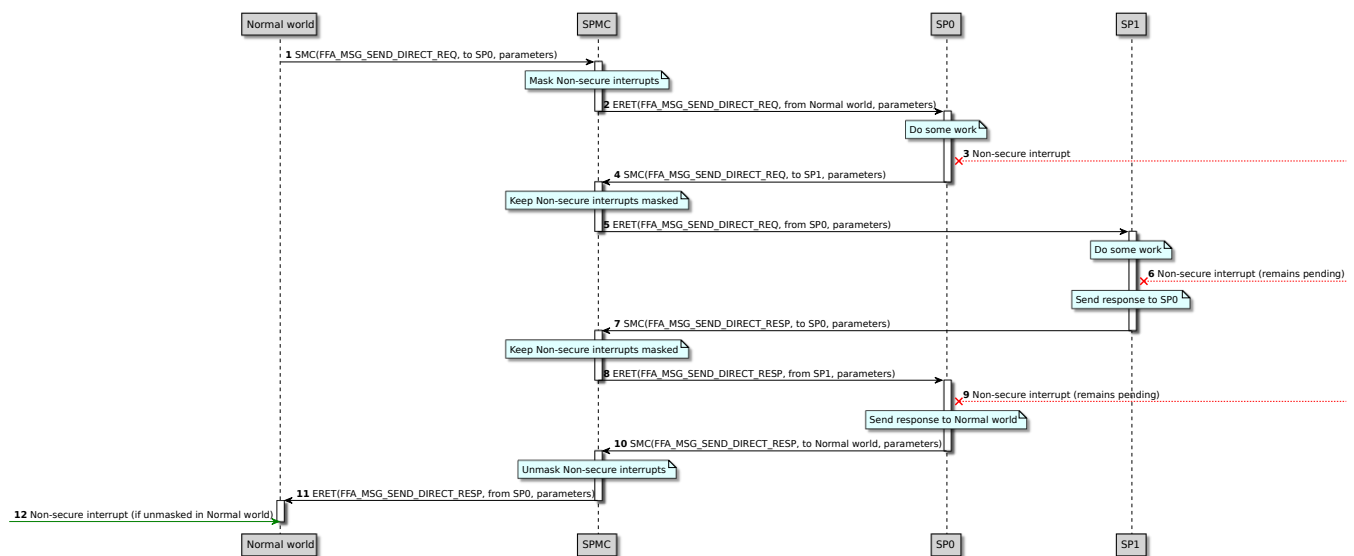 Normal world
SPMC
SP0
SP1
1 SMC(FFA_MSG_SEND_DIRECT_REQ, to SP0, parameters)
Mask Non-secure interrupts
2 ERET(FFA_MSG_SEND_DIRECT_REQ, from Normal world, parameters)
Do some work
3 Non-secure interrupt
4 SMC(FFA_MSG_SEND_DIRECT_REQ, to SP1, parameters)
Keep Non-secure interrupts masked
5 ERET(FFA_MSG_SEND_DIRECT_REQ, from SP0, parameters)
Do some work
6 Non-secure interrupt (remains pending)
Send response to SP0
7 SMC(FFA_MSG_SEND_DIRECT_RESP, to SP0, parameters)
Keep Non-secure interrupts masked
8 ERET(FFA_MSG_SEND_DIRECT_RESP, from SP1, parameters)
9 Non-secure interrupt (remains pending)
Send response to Normal world
10 SMC(FFA_MSG_SEND_DIRECT_RESP, to Normal world, parameters)
Unmask Non-secure interrupts
11 ERET(FFA_MSG_SEND_DIRECT_RESP, from SP0, parameters)
12 Non-secure interrupt (if unmasked in Normal world)
Normal world
SPMC
SP0
SP1